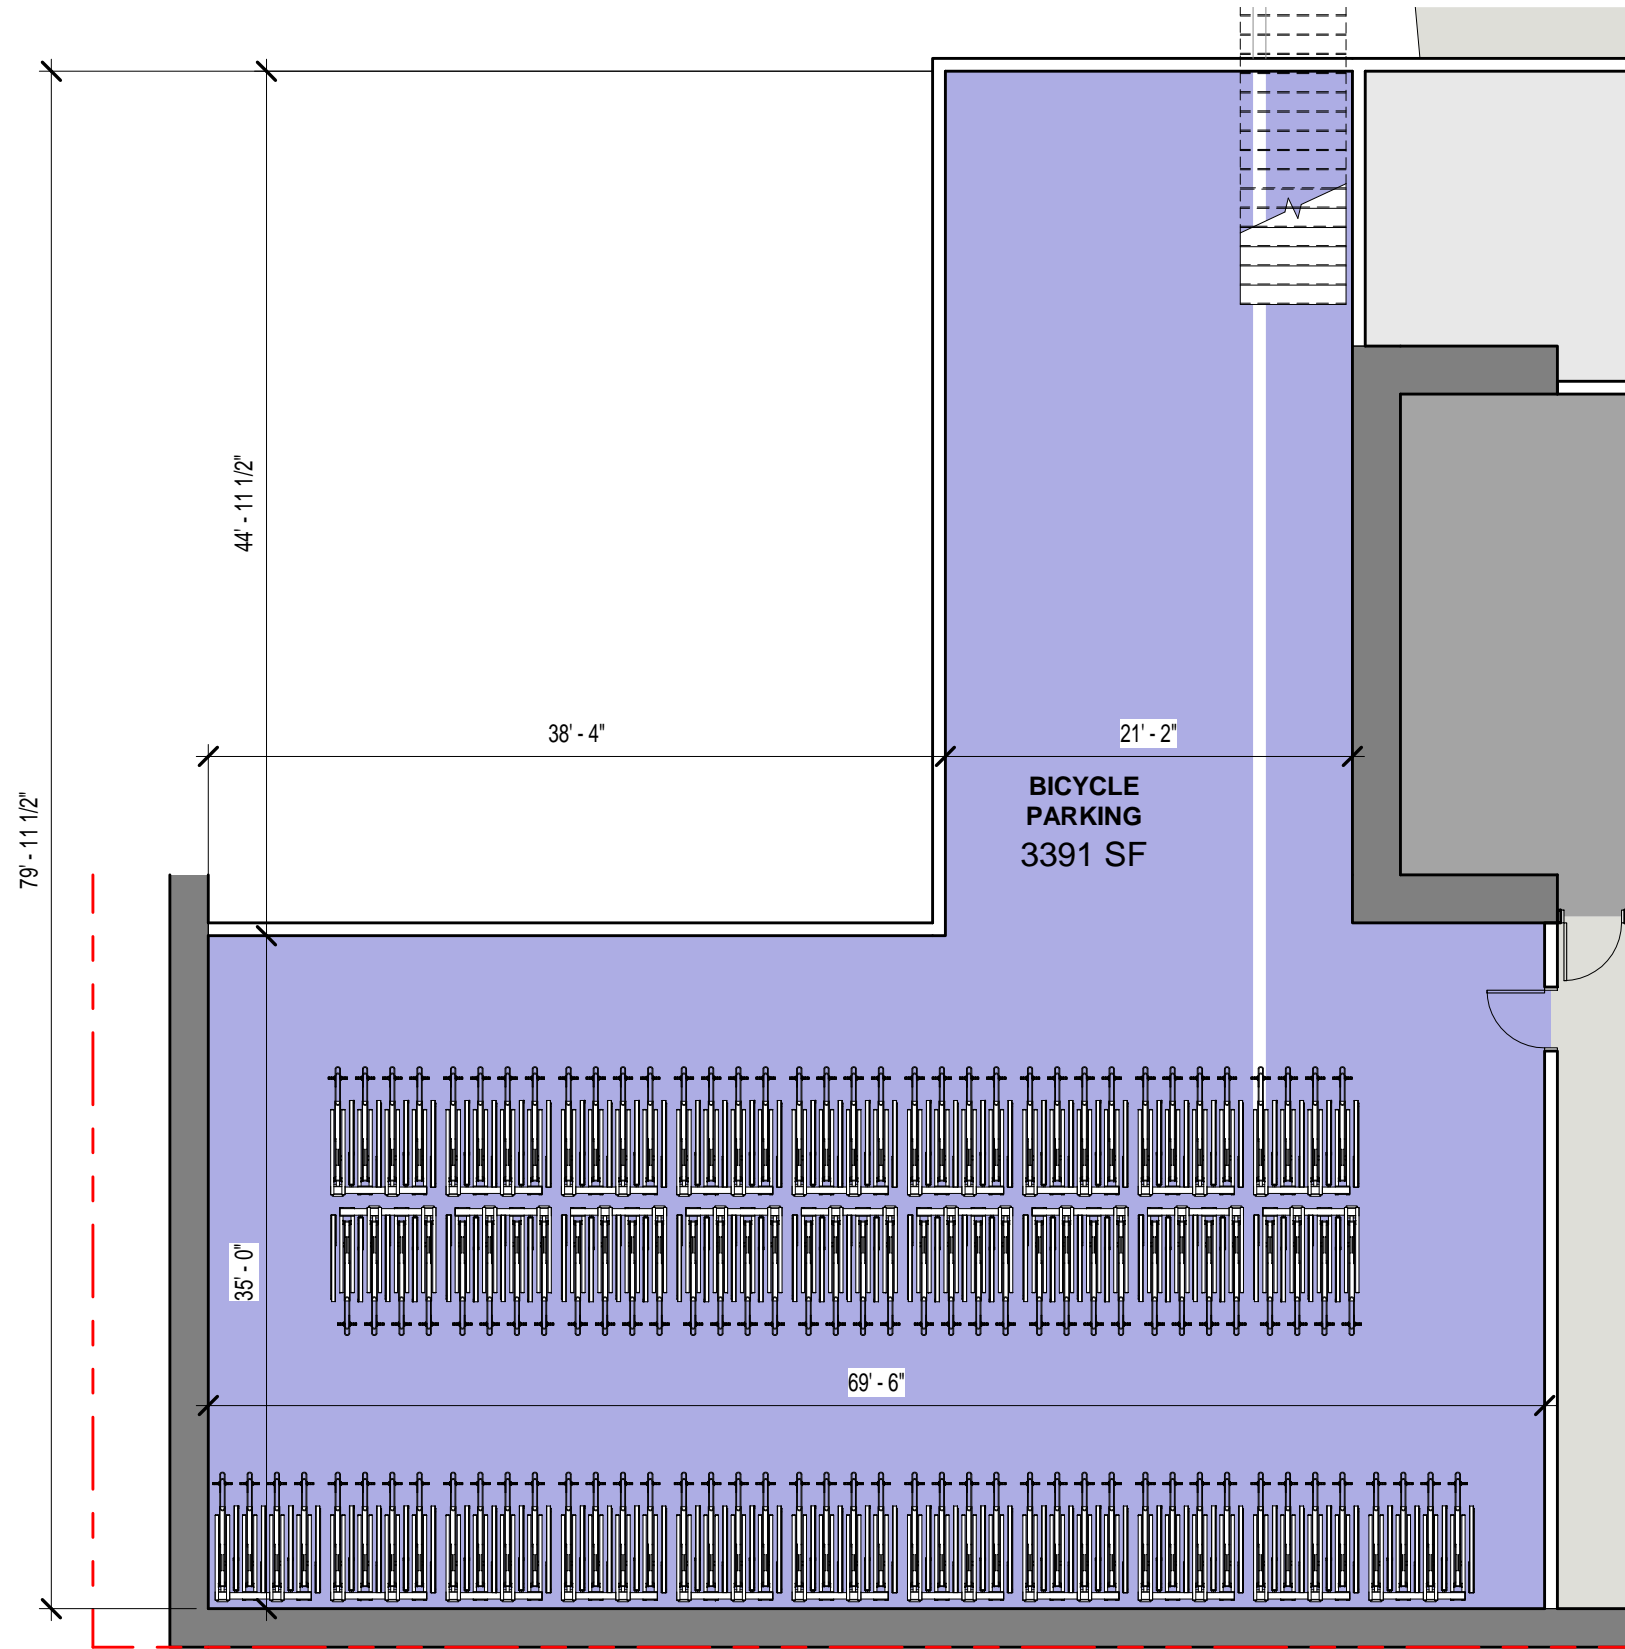 44' - 11 1/2"
38' - 4"
21' - 2"
BICYCLE
PARKING
3391 SF
79' - 11 1/2"
35' - 0"
69' - 6"